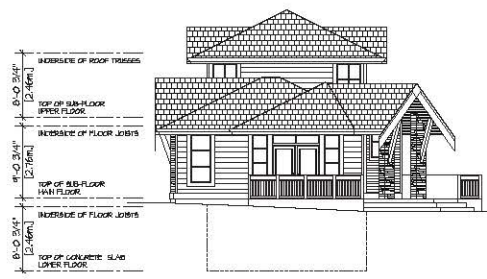 UNDERSIDE OF ROOF TRUSSES
8'-0 3/4"
[2.46m.]
TOP OF SUB-FLOOR
UPPER FLOOR
UNDERSIDE OF FLOOR JOISTS
9'-0 3/4"
[2.76m.]
TOP OF SUB-FLOOR
MAIN FLOOR
UNDERSIDE OF FLOOR JOISTS
8'-0 3/4"
[2.46m.]
TOP OF CONCRETE SLAB
LOWER FLOOR